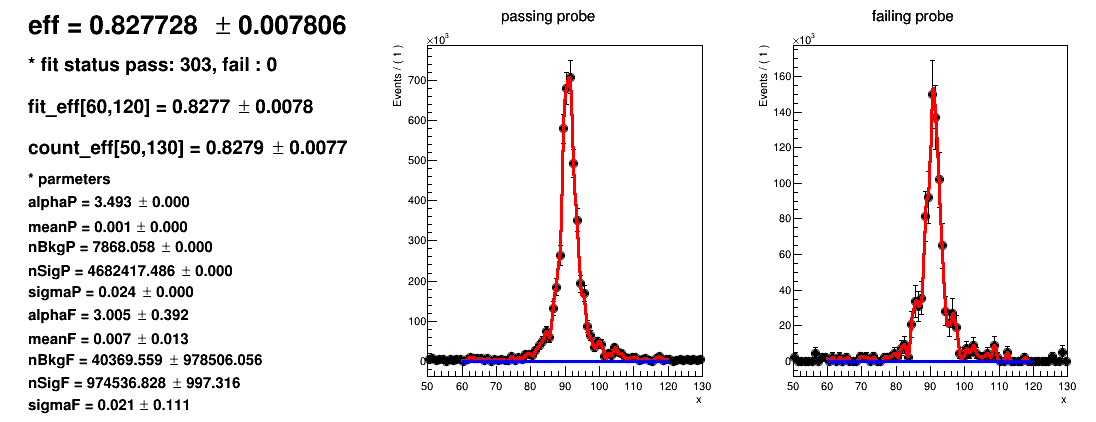 eff = 0.827728 ± 0.007806
* fit status pass: 303, fail : 0
fit_eff[60,120] = 0.8277 ± 0.0078
count_eff[50,130] = 0.8279 ± 0.0077
* parmeters
alphaP = 3.493 ± 0.000
meanP = 0.001 ± 0.000
nBkgP = 7868.058 ± 0.000
nSigP = 4682417.486 ± 0.000
sigmaP = 0.024 ± 0.000
alphaF = 3.005 ± 0.392
meanF = 0.007 ± 0.013
nBkgF = 40369.559 ± 978506.056
nSigF = 974536.828 ± 997.316
sigmaF = 0.021 ± 0.111
passing probe
×10³
Events / ( 1 )
700
600
500
400
300
200
100
0
50 60 70 80 90 100 110 120 130
x
failing probe
×10³
Events / ( 1 )
160
140
120
100
80
60
40
20
0
50 60 70 80 90 100 110 120 130
x